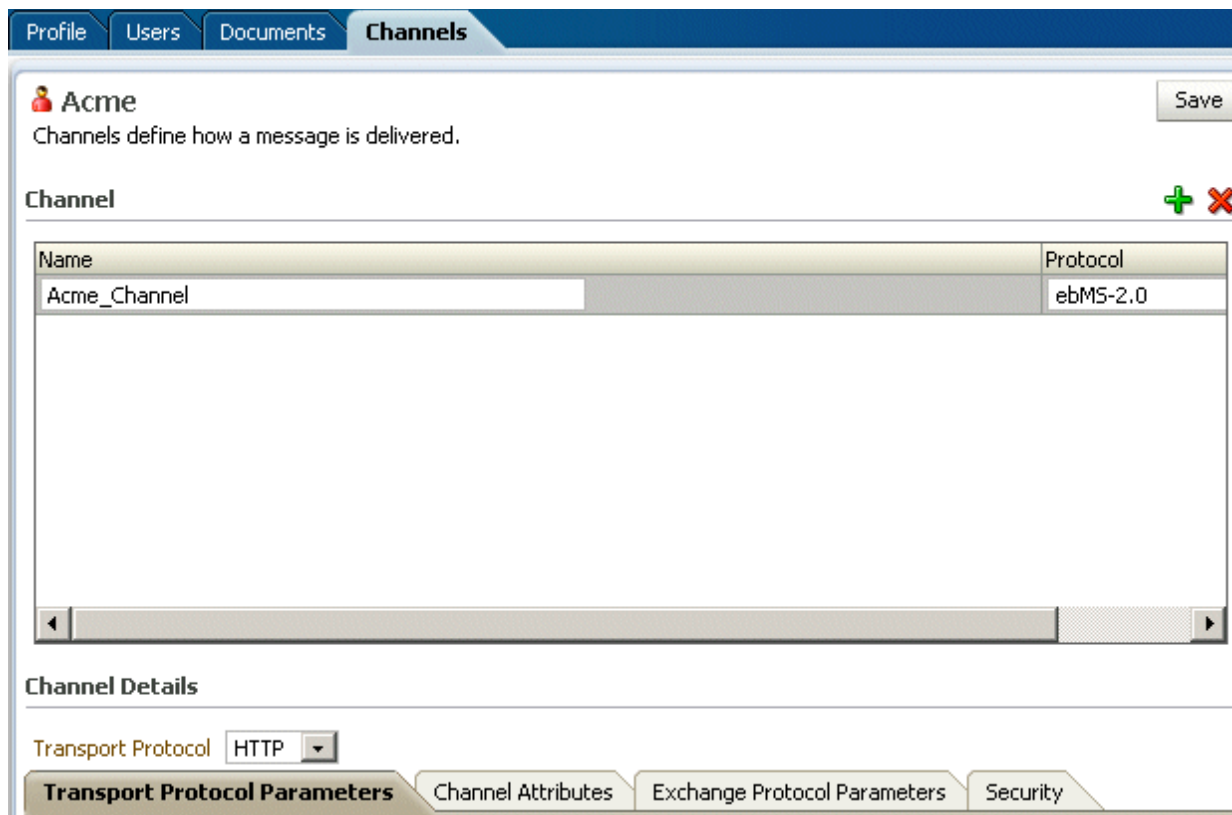 Profile Users Documents Channels
Acme Save
Channels define how a message is delivered.
Channel
Name Protocol
Acme_Channel ebMS-2.0
Channel Details
Transport Protocol HTTP
Transport Protocol Parameters Channel Attributes Exchange Protocol Parameters Security